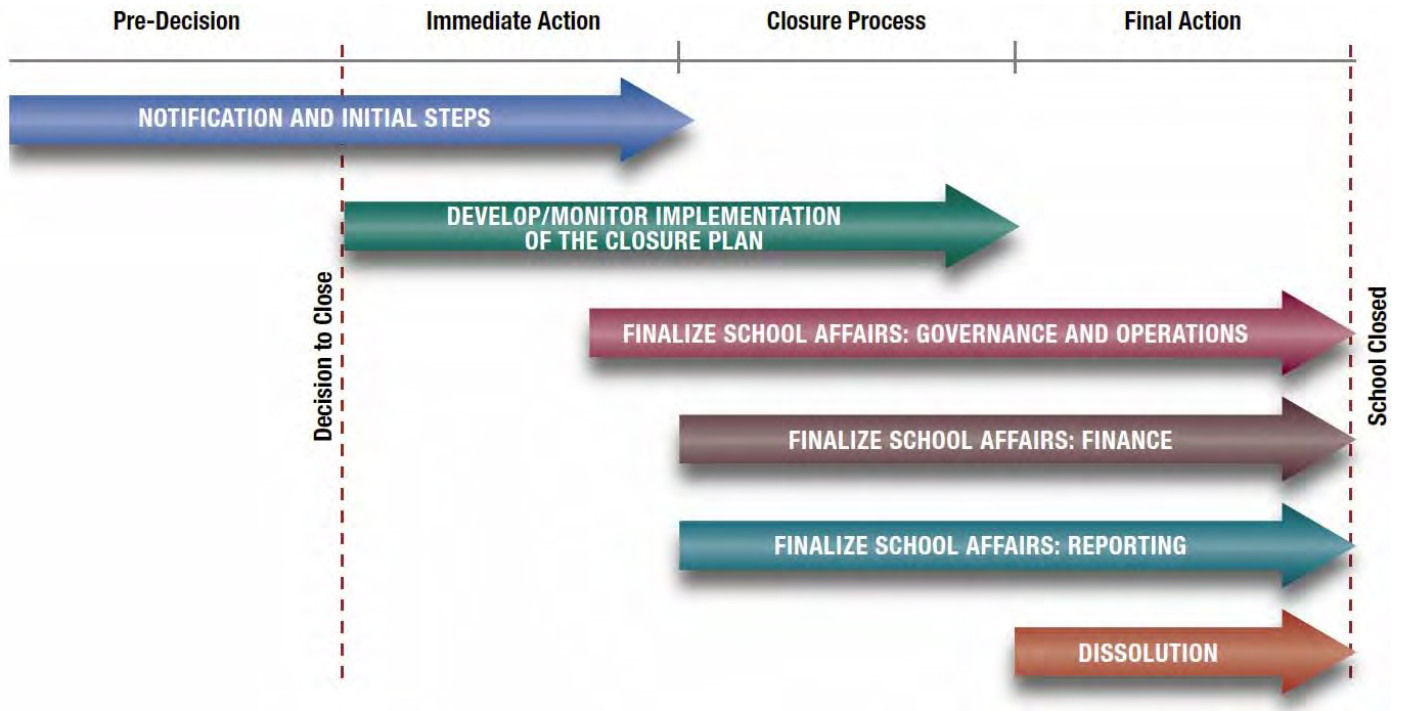 Pre-Decision
Immediate Action
Closure Process
Final Action
NOTIFICATION AND INITIAL STEPS
DEVELOP/MONITOR IMPLEMENTATION
OF THE CLOSURE PLAN
Decision to Close
FINALIZE SCHOOL AFFAIRS: GOVERNANCE AND OPERATIONS
School Closed
FINALIZE SCHOOL AFFAIRS: FINANCE
FINALIZE SCHOOL AFFAIRS: REPORTING
DISSOLUTION